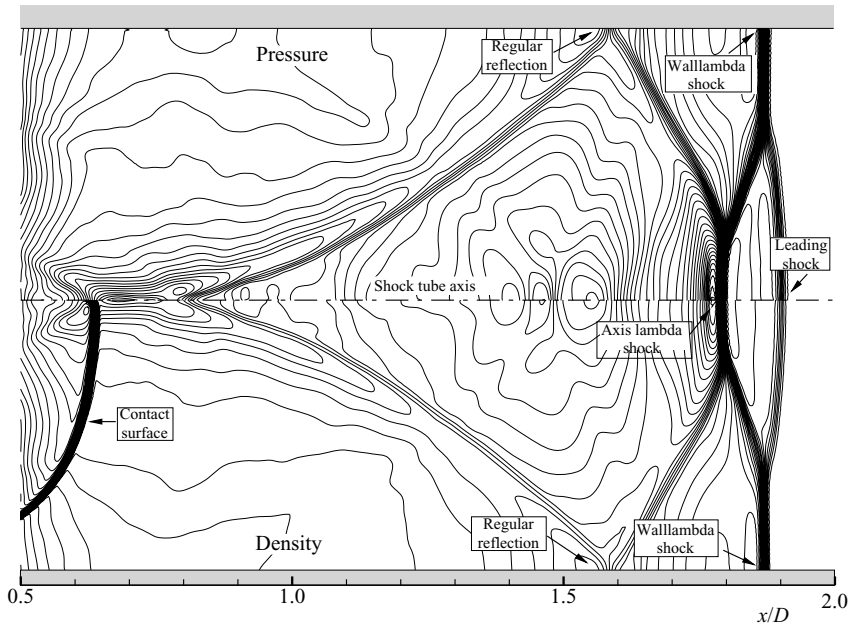 Pressure
Regular
reflection
Walllambda
shock
Leading
shock
Shock tube axis
Axis lambda
shock
Contact
surface
Density
Regular
reflection
Walllambda
shock
0.5
1.0
1.5
2.0
x/D